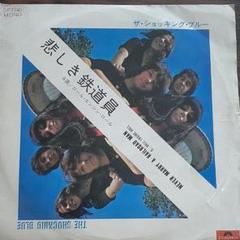 ザ・ショッキング・ブルー
悲しき鉄道員
NEVER MARRY A RAILROAD MAN
THE SHOCKING BLUE